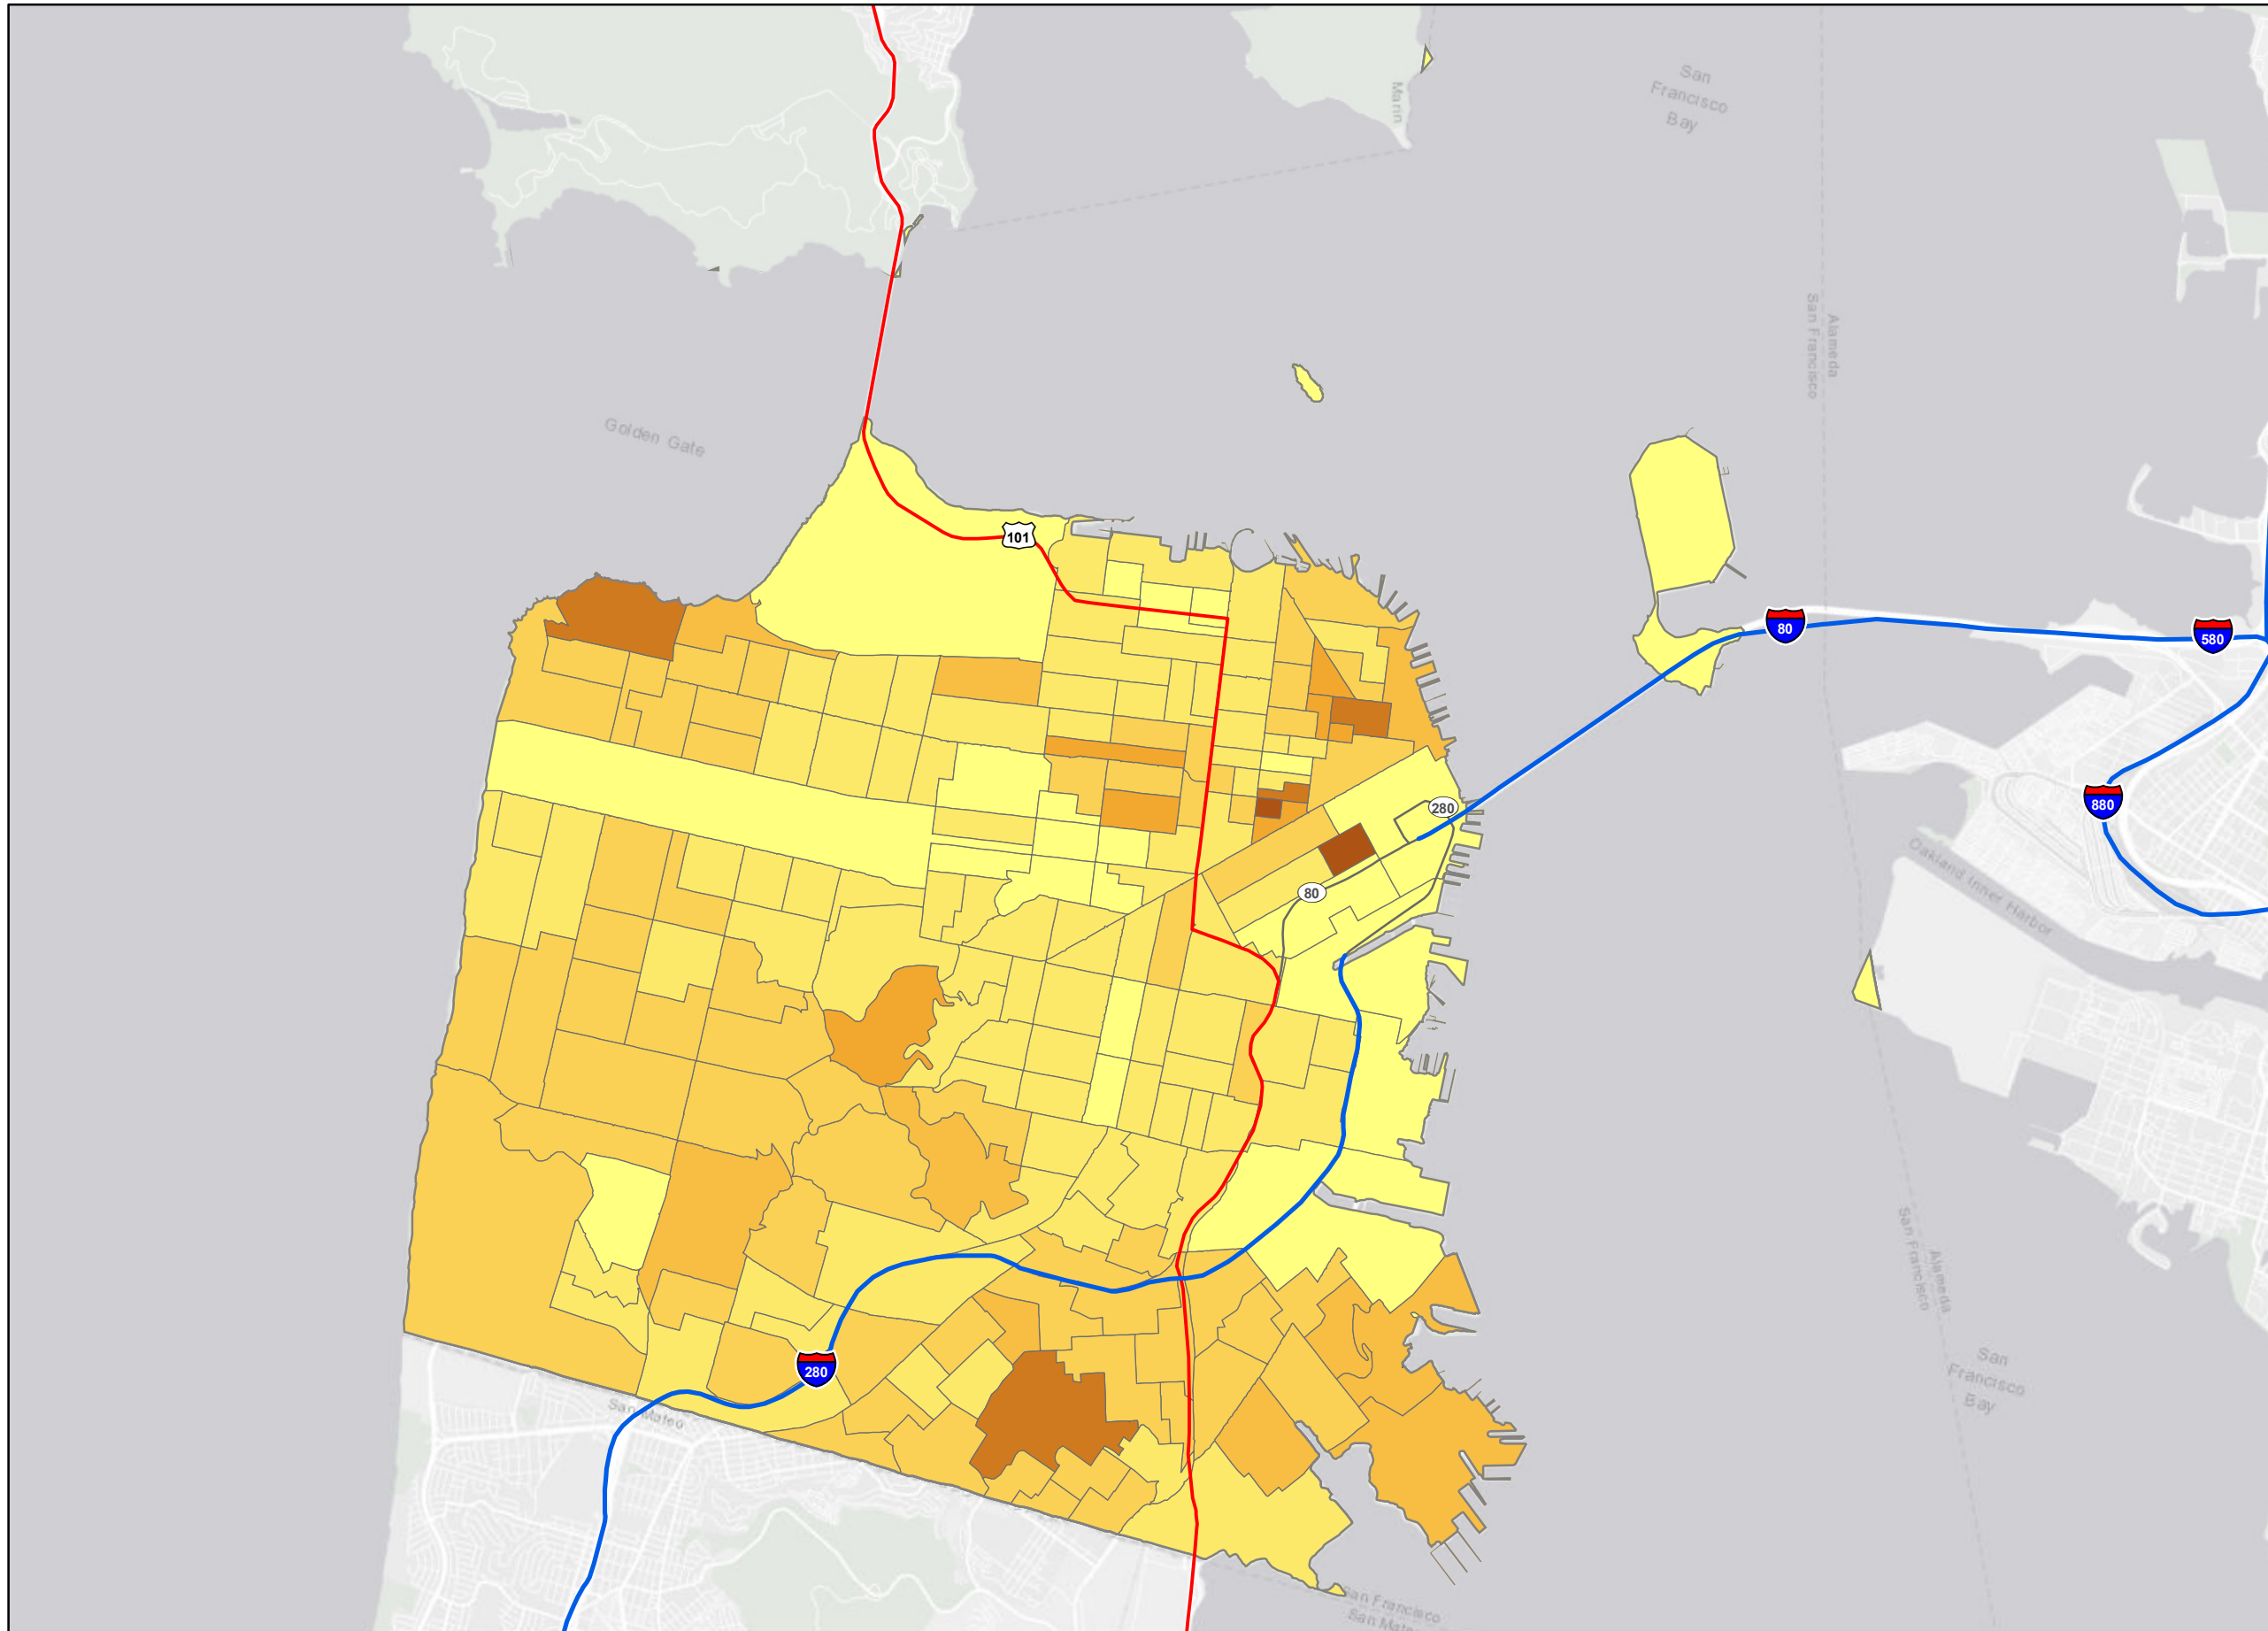 Marin
San
Francisco
Bay
Alameda
San Francisco
Golden Gate
101
80
580
280
880
80
Oakland Inner Harbor
Alameda
San Francisco
280
San Mateo
San
Francisco
Bay
San Francisco